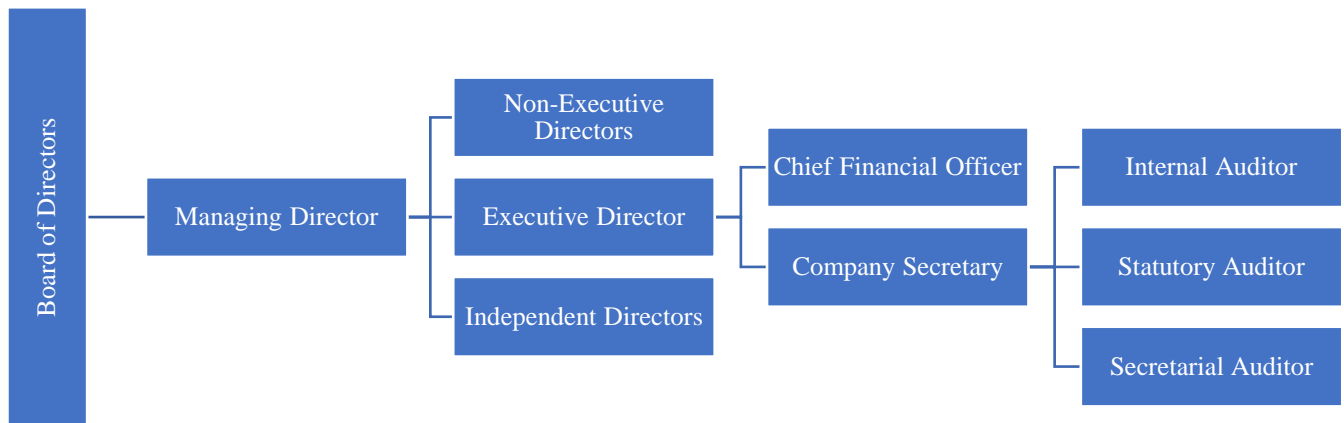 Board of Directors
Managing Director
Non-Executive
Directors
Executive Director
Independent Directors
Chief Financial Officer
Company Secretary
Internal Auditor
Statutory Auditor
Secretarial Auditor